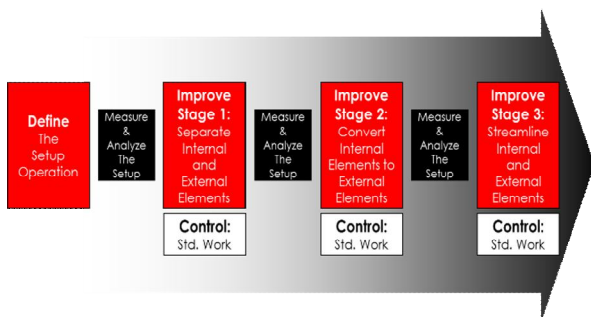 Define
The
Setup
Operation
Measure
&
Analyze
The
Setup
Improve
Stage 1:
Separate
Internal
and
External
Elements
Control:
Std. Work
Measure
&
Analyze
The
Setup
Improve
Stage 2:
Convert
Internal
Elements to
External
Elements
Control:
Std. Work
Measure
&
Analyze
The
Setup
Improve
Stage 3:
Streamline
Internal
and
External
Elements
Control:
Std. Work